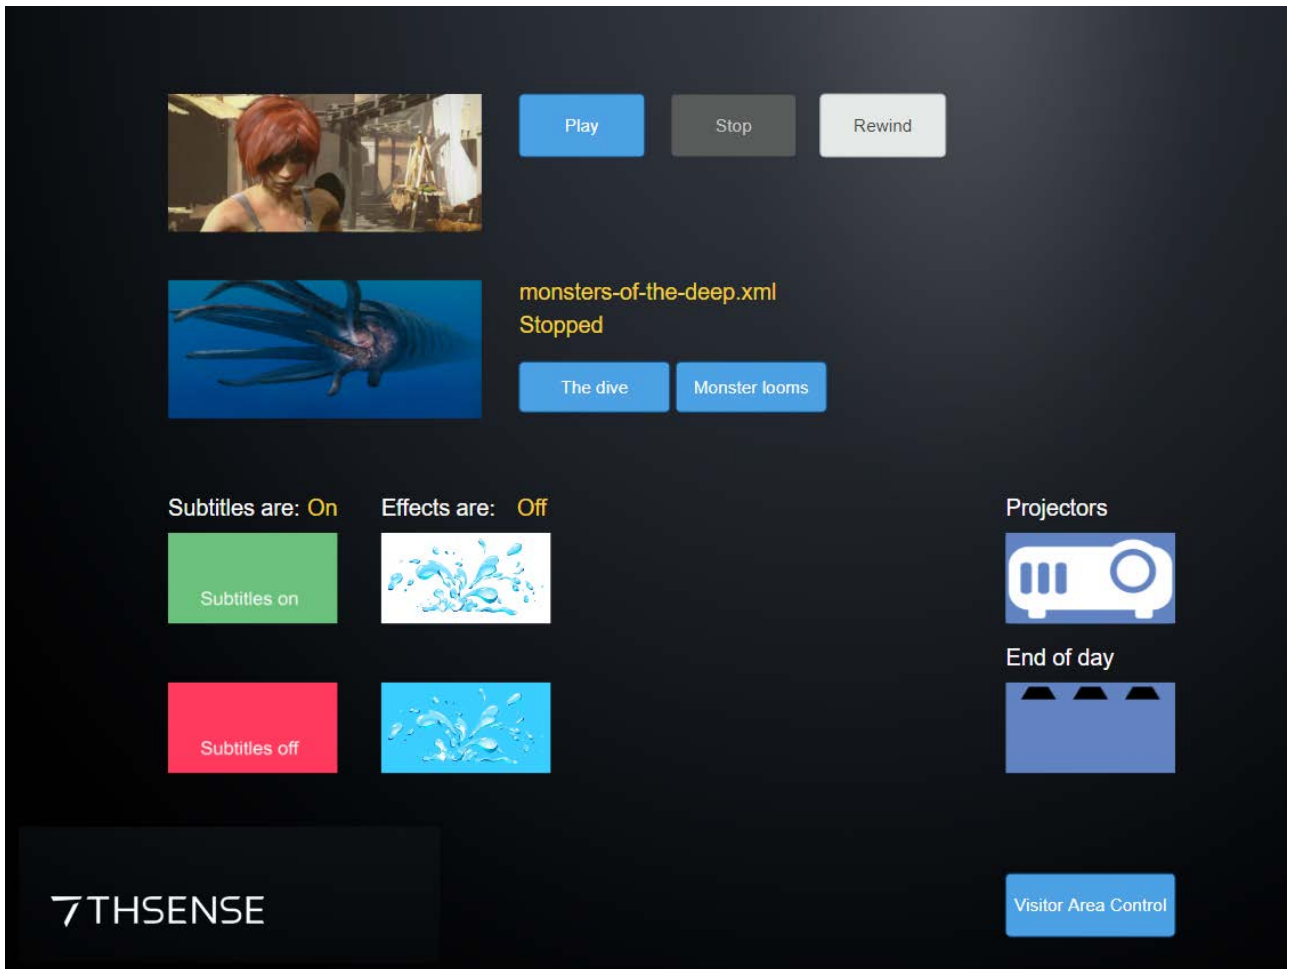 Play
Stop
Rewind
monsters-of-the-deep.xml
Stopped
The dive
Monster looms
Subtitles are: On
Effects are: Off
Projectors
Subtitles on
End of day
Subtitles off
7THSENSE
Visitor Area Control